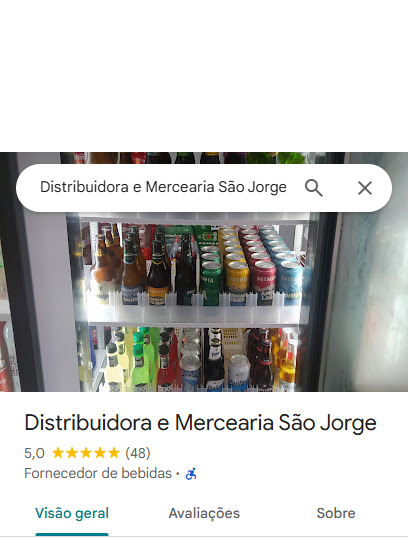 Distribuidora e Mercearia São Jorge
Distribuidora e Mercearia São Jorge
5,0 (48)
Fornecedor de bebidas ·
Visão geral
Avaliações
Sobre